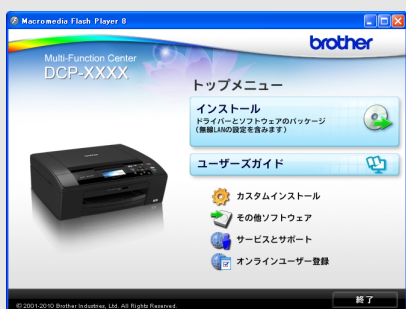 Macromedia Flash Player 8
brother
Multi-Function Center
DCP-XXXX
トップメニュー
インストール
ドライバーとソフトウェアのパッケージ
(無線LANの設定を含みます)
ユーザーズガイド
カスタムインストール
その他ソフトウェア
サービスとサポート
オンラインユーザー登録
© 2001-2010 Brother Industries, Ltd. All Rights Reserved.
終了